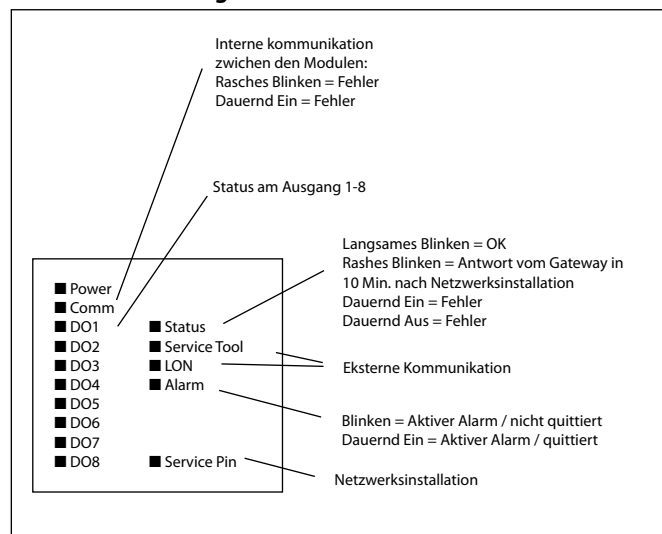 Interne kommunikation
zwichen den Modulen:
Rasches Blinken = Fehler
Dauernd Ein = Fehler
Status am Ausgang 1-8
Langsames Blinken = OK
Rashes Blinken = Antwort vom Gateway in
10 Min. nach Netzwerksinstallation
Dauernd Ein = Fehler
Dauernd Aus = Fehler
■ Power
■ Comm
■ DO1
■ DO2
■ DO3
■ DO4
■ DO5
■ DO6
■ DO7
■ DO8
■ Status
■ Service Tool
■ LON
■ Alarm
■ Service Pin
Eksterne Kommunikation
Blinken = Aktiver Alarm / nicht quittiert
Dauernd Ein = Aktiver Alarm / quittiert
Netzwerksinstallation